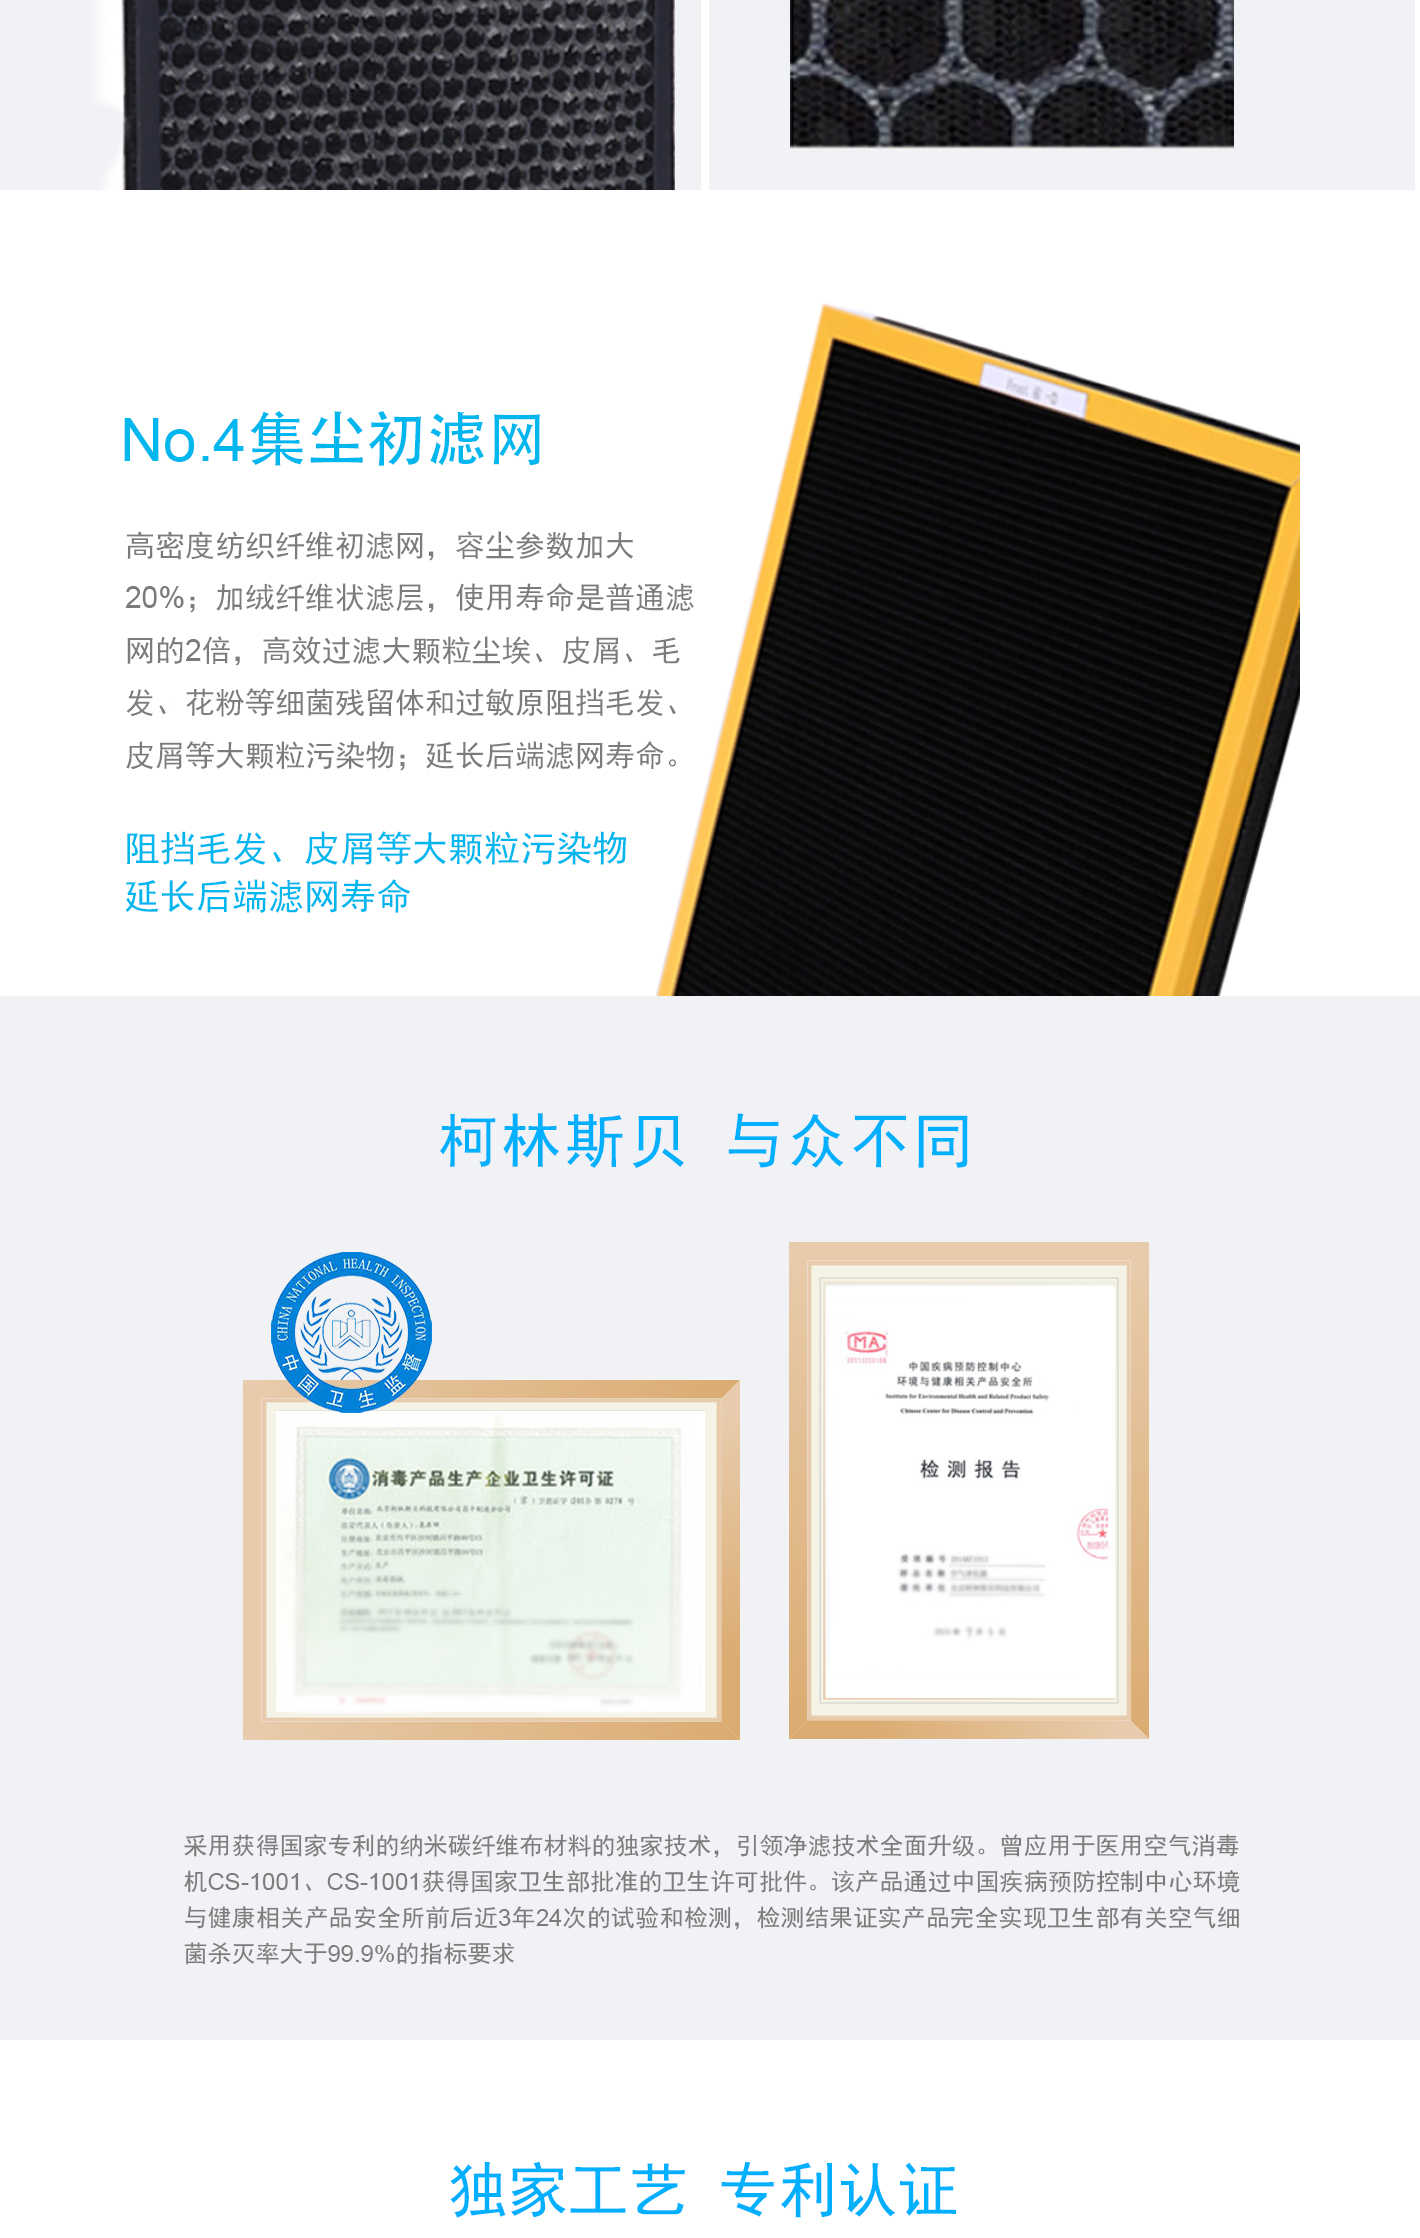 No.4集尘初滤网
高密度纺织纤维初滤网，容尘参数加大
20%；加绒纤维状滤层，使用寿命是普通滤
网的2倍，高效过滤大颗粒尘埃、皮屑、毛
发、花粉等细菌残留体和过敏原阻挡毛发、
皮屑等大颗粒污染物；延长后端滤网寿命。
阻挡毛发、皮屑等大颗粒污染物
延长后端滤网寿命
柯林斯贝 与众不同
CHINA NATIONAL HEALTH INSPECTION
中国卫生监督
消毒产品生产企业卫生许可证
MA
中国疾病预防控制中心
环境与健康相关产品安全所
Institute for Environmental Health and Related Product Safety
Chinese Center for Disease Control and Prevention
检测报告
采用获得国家专利的纳米碳纤维布材料的独家技术，引领净滤技术全面升级。曾应用于医用空气消毒
机CS-1001、CS-1001获得国家卫生部批准的卫生许可批件。该产品通过中国疾病预防控制中心环境
与健康相关产品安全所前后近3年24次的试验和检测，检测结果证实产品完全实现卫生部有关空气细
菌杀灭率大于99.9%的指标要求
独家工艺 专利认证